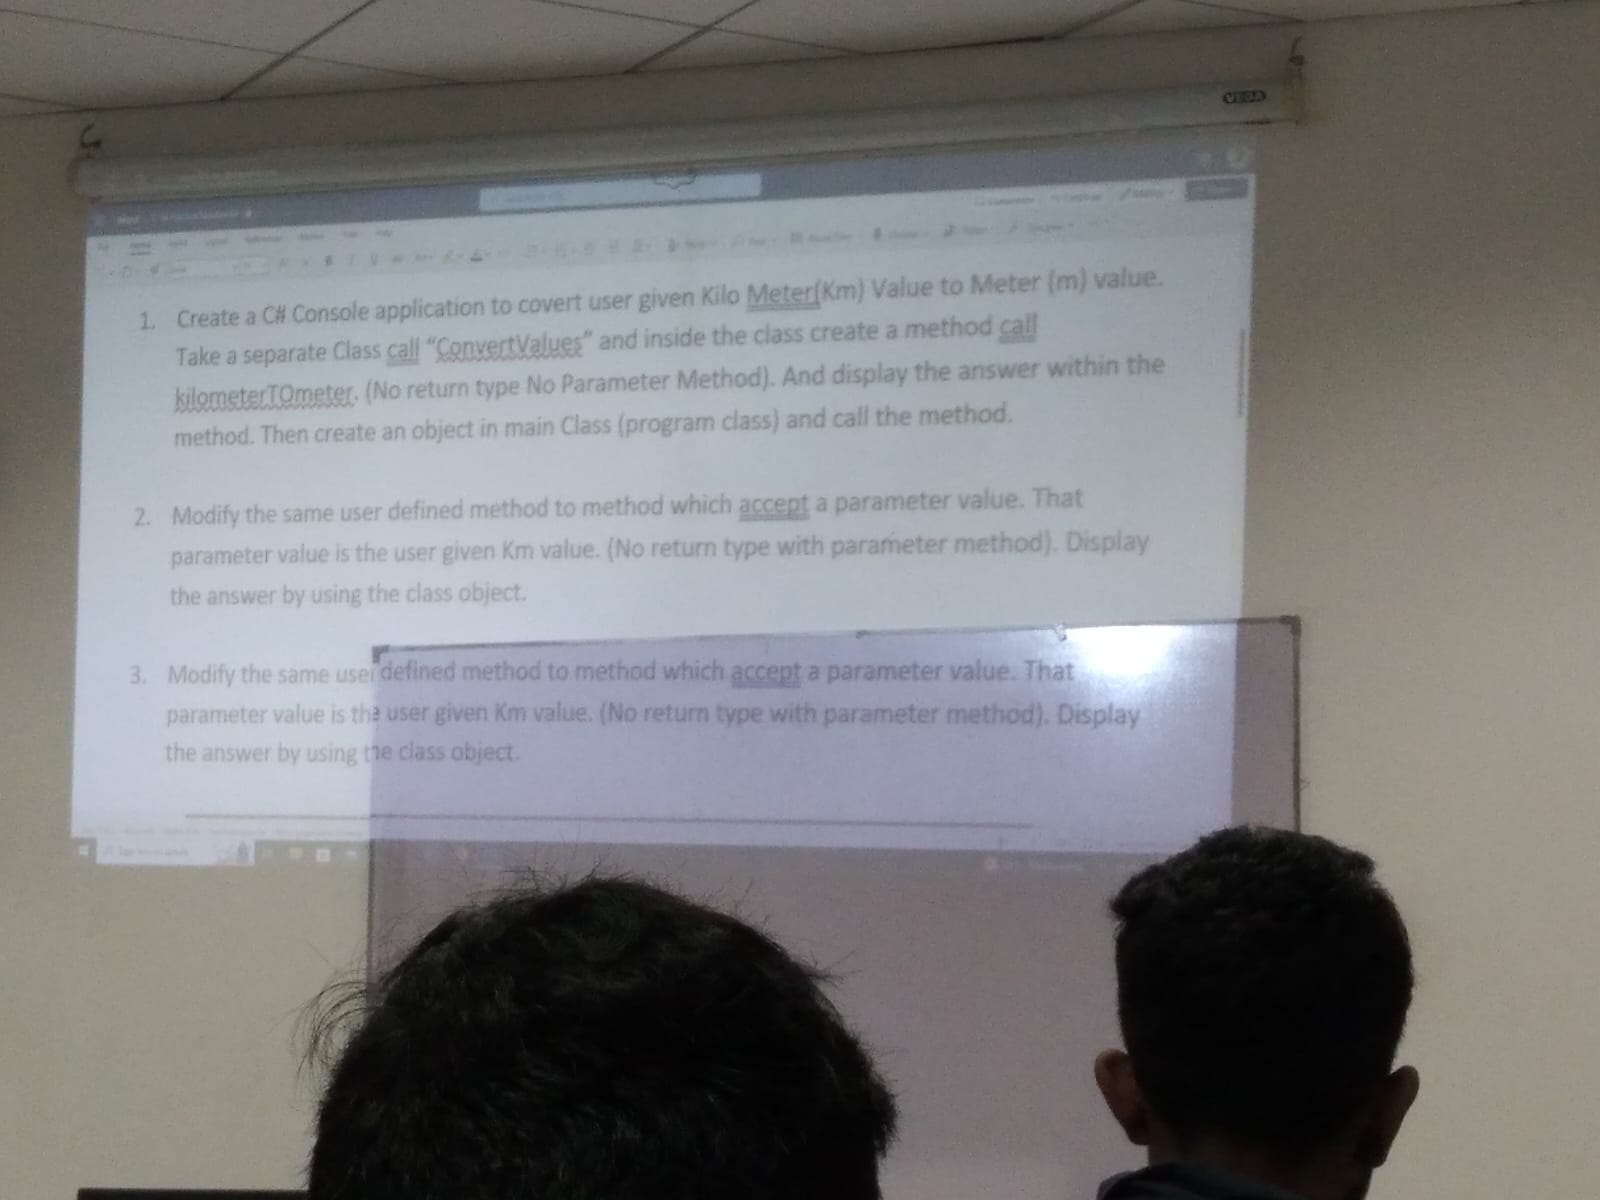 VEGA
1. Create a C# Console application to covert user given Kilo Meter(Km) Value to Meter (m) value.
Take a separate Class call “ConvertValues” and inside the class create a method call
kilometerTOmeter. (No return type No Parameter Method). And display the answer within the
method. Then create an object in main Class (program class) and call the method.
2. Modify the same user defined method to method which accept a parameter value. That
parameter value is the user given Km value. (No return type with parameter method). Display
the answer by using the class object.
3. Modify the same user defined method to method which accept a parameter value. That
parameter value is the user given Km value. (No return type with parameter method). Display
the answer by using the class object.